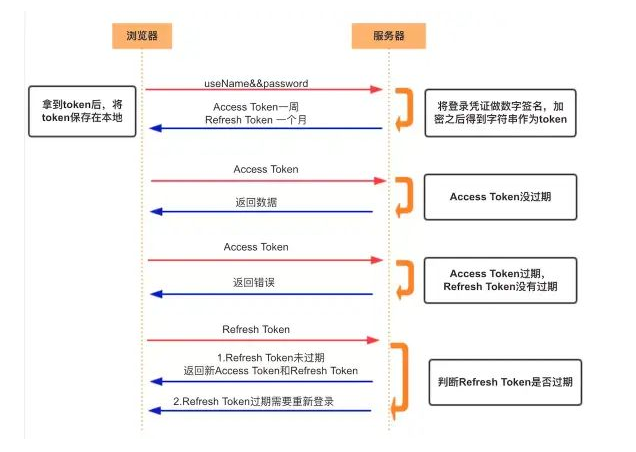 浏览器
服务器
useName&&password
拿到token后，将
token保存在本地
Access Token一周
Refresh Token 一个月
将登录凭证做数字签名，加
密之后得到字符串作为token
Access Token
返回数据
Access Token没过期
Access Token
返回错误
Access Token过期，
Refresh Token没有过期
Refresh Token
1.Refresh Token未过期
返回新Access Token和Refresh Token
判断Refresh Token是否过期
2.Refresh Token过期需要重新登录